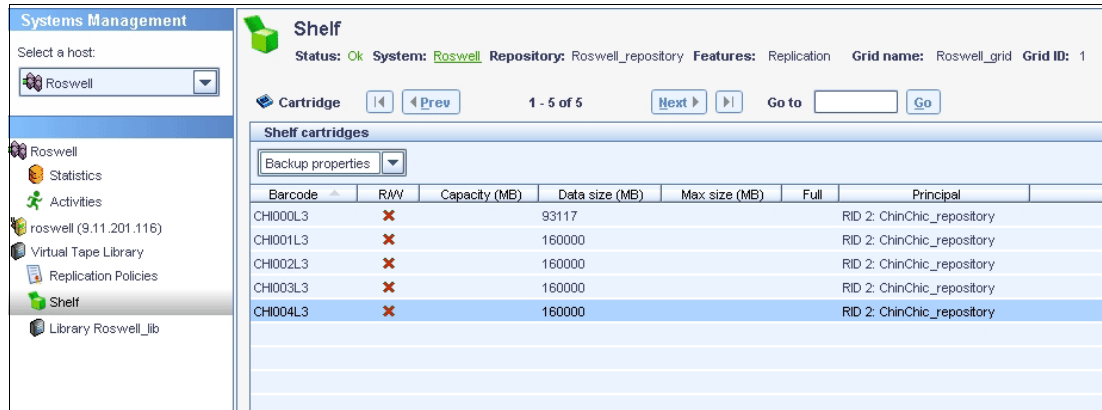 Systems Management
Select a host:
Roswell
Roswell
Statistics
Activities
roswell (9.11.201.116)
Virtual Tape Library
Replication Policies
Shelf
Library Roswell_lib
Shelf
Status: Ok System: Roswell Repository: Roswell_repository Features: Replication Grid name: Roswell_grid Grid ID: 1
Cartridge Prev 1 - 5 of 5 Next Go to Go
Shelf cartridges
Backup properties
Barcode R/W Capacity (MB) Data size (MB) Max size (MB) Full Principal
CHI000L3 93117 RID 2: ChinChic_repository
CHI001L3 160000 RID 2: ChinChic_repository
CHI002L3 160000 RID 2: ChinChic_repository
CHI003L3 160000 RID 2: ChinChic_repository
CHI004L3 160000 RID 2: ChinChic_repository